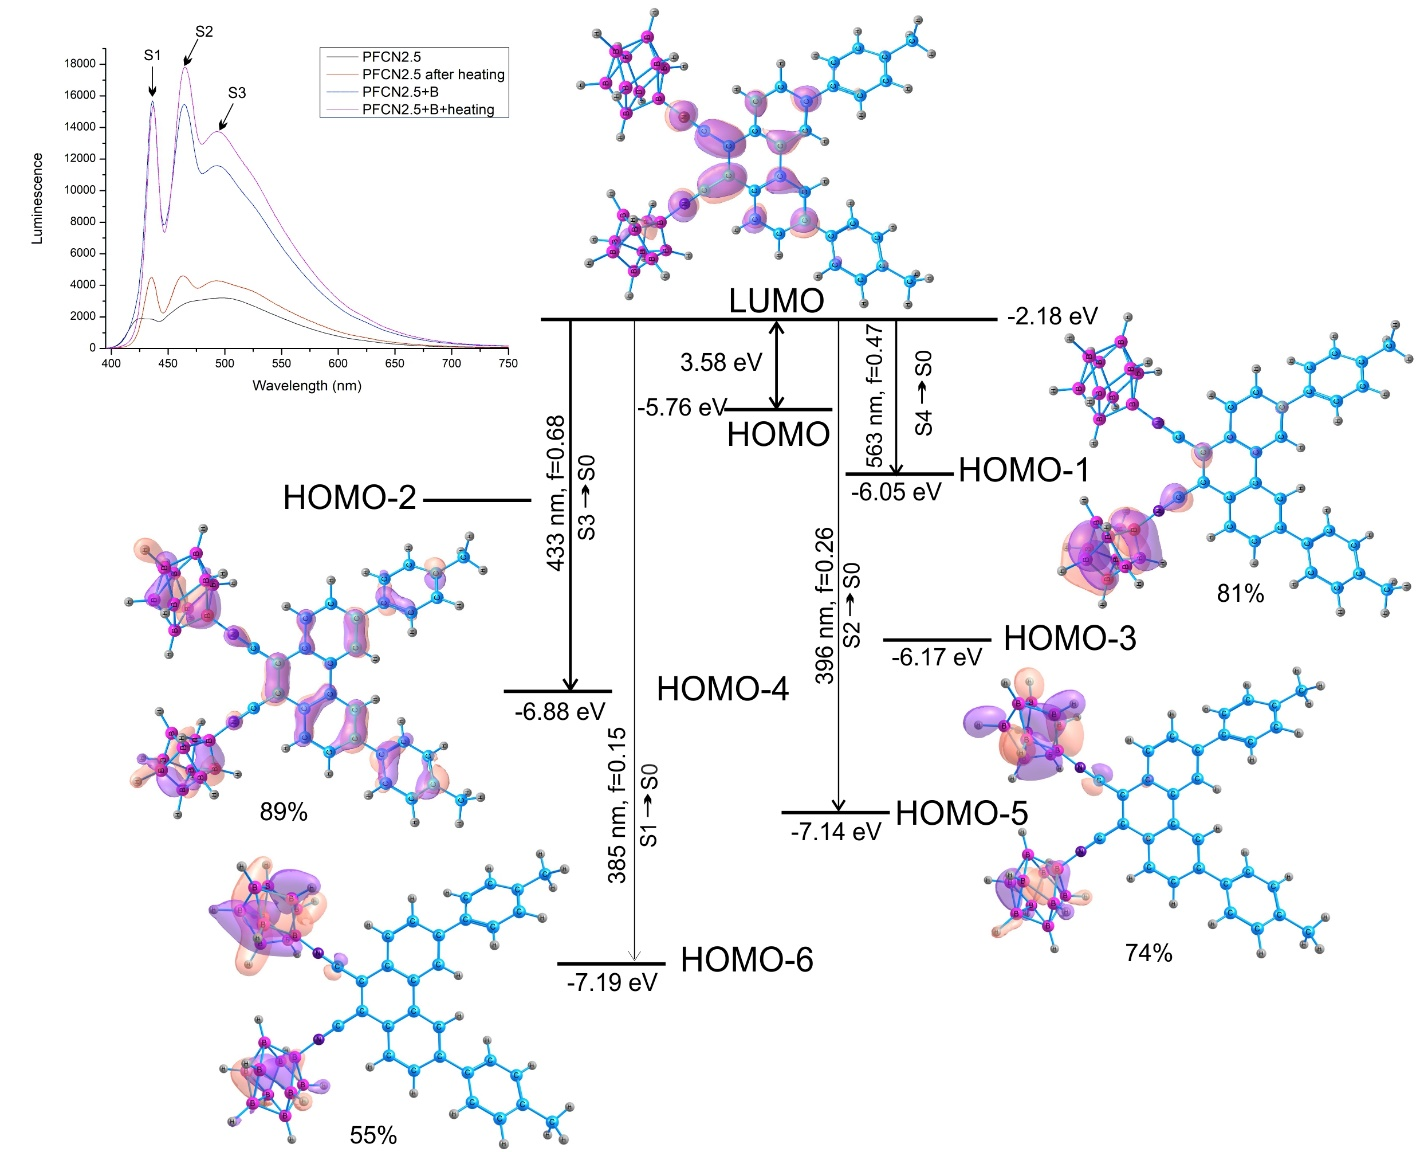 S1
S2
S3
PFCN2.5
PFCN2.5 after heating
PFCN2.5+B
PFCN2.5+B+heating
18000
16000
14000
12000
10000
8000
6000
4000
2000
0
Luminescence
400
450
500
550
600
650
700
750
Wavelength (nm)
LUMO
-2.18 eV
3.58 eV
-5.76 eV
HOMO
433 nm, f=0.68
S3→S0
563 nm, f=0.47
S4→S0
HOMO-1
-6.05 eV
81%
HOMO-2
396 nm, f=0.26
S2→S0
HOMO-3
-6.17 eV
HOMO-4
-6.88 eV
89%
385 nm, f=0.15
S1→S0
HOMO-5
-7.14 eV
74%
HOMO-6
-7.19 eV
55%